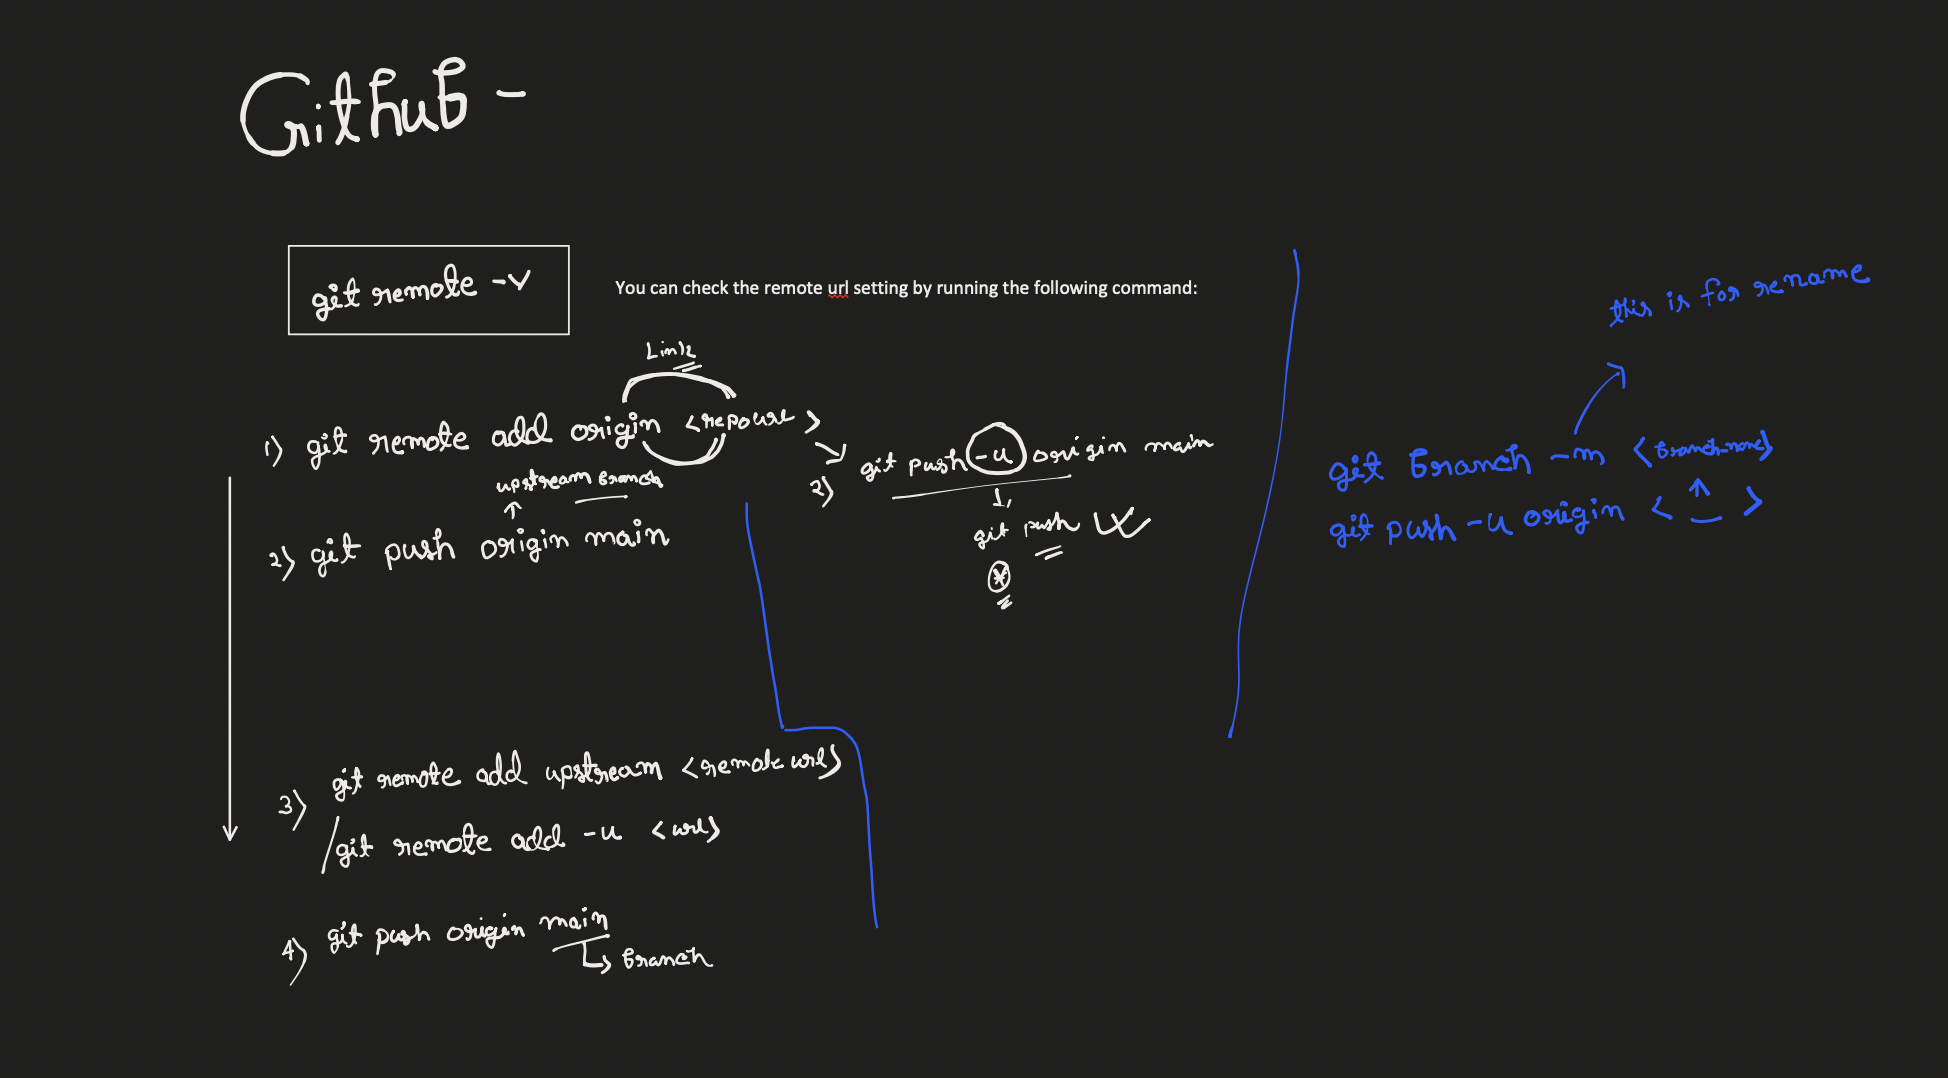 Github -
git remote -v
You can check the remote url setting by running the following command:
Link
1) git remote add origin <repourl>
upstream branch
2) git push origin main
2) git push -u origin main
git push
3) git remote add upstream <remote url>
/git remote add -u <url>
4) git push origin main
branch
this is for rename
git branch -m <branch-name>
git push -u origin < _ >